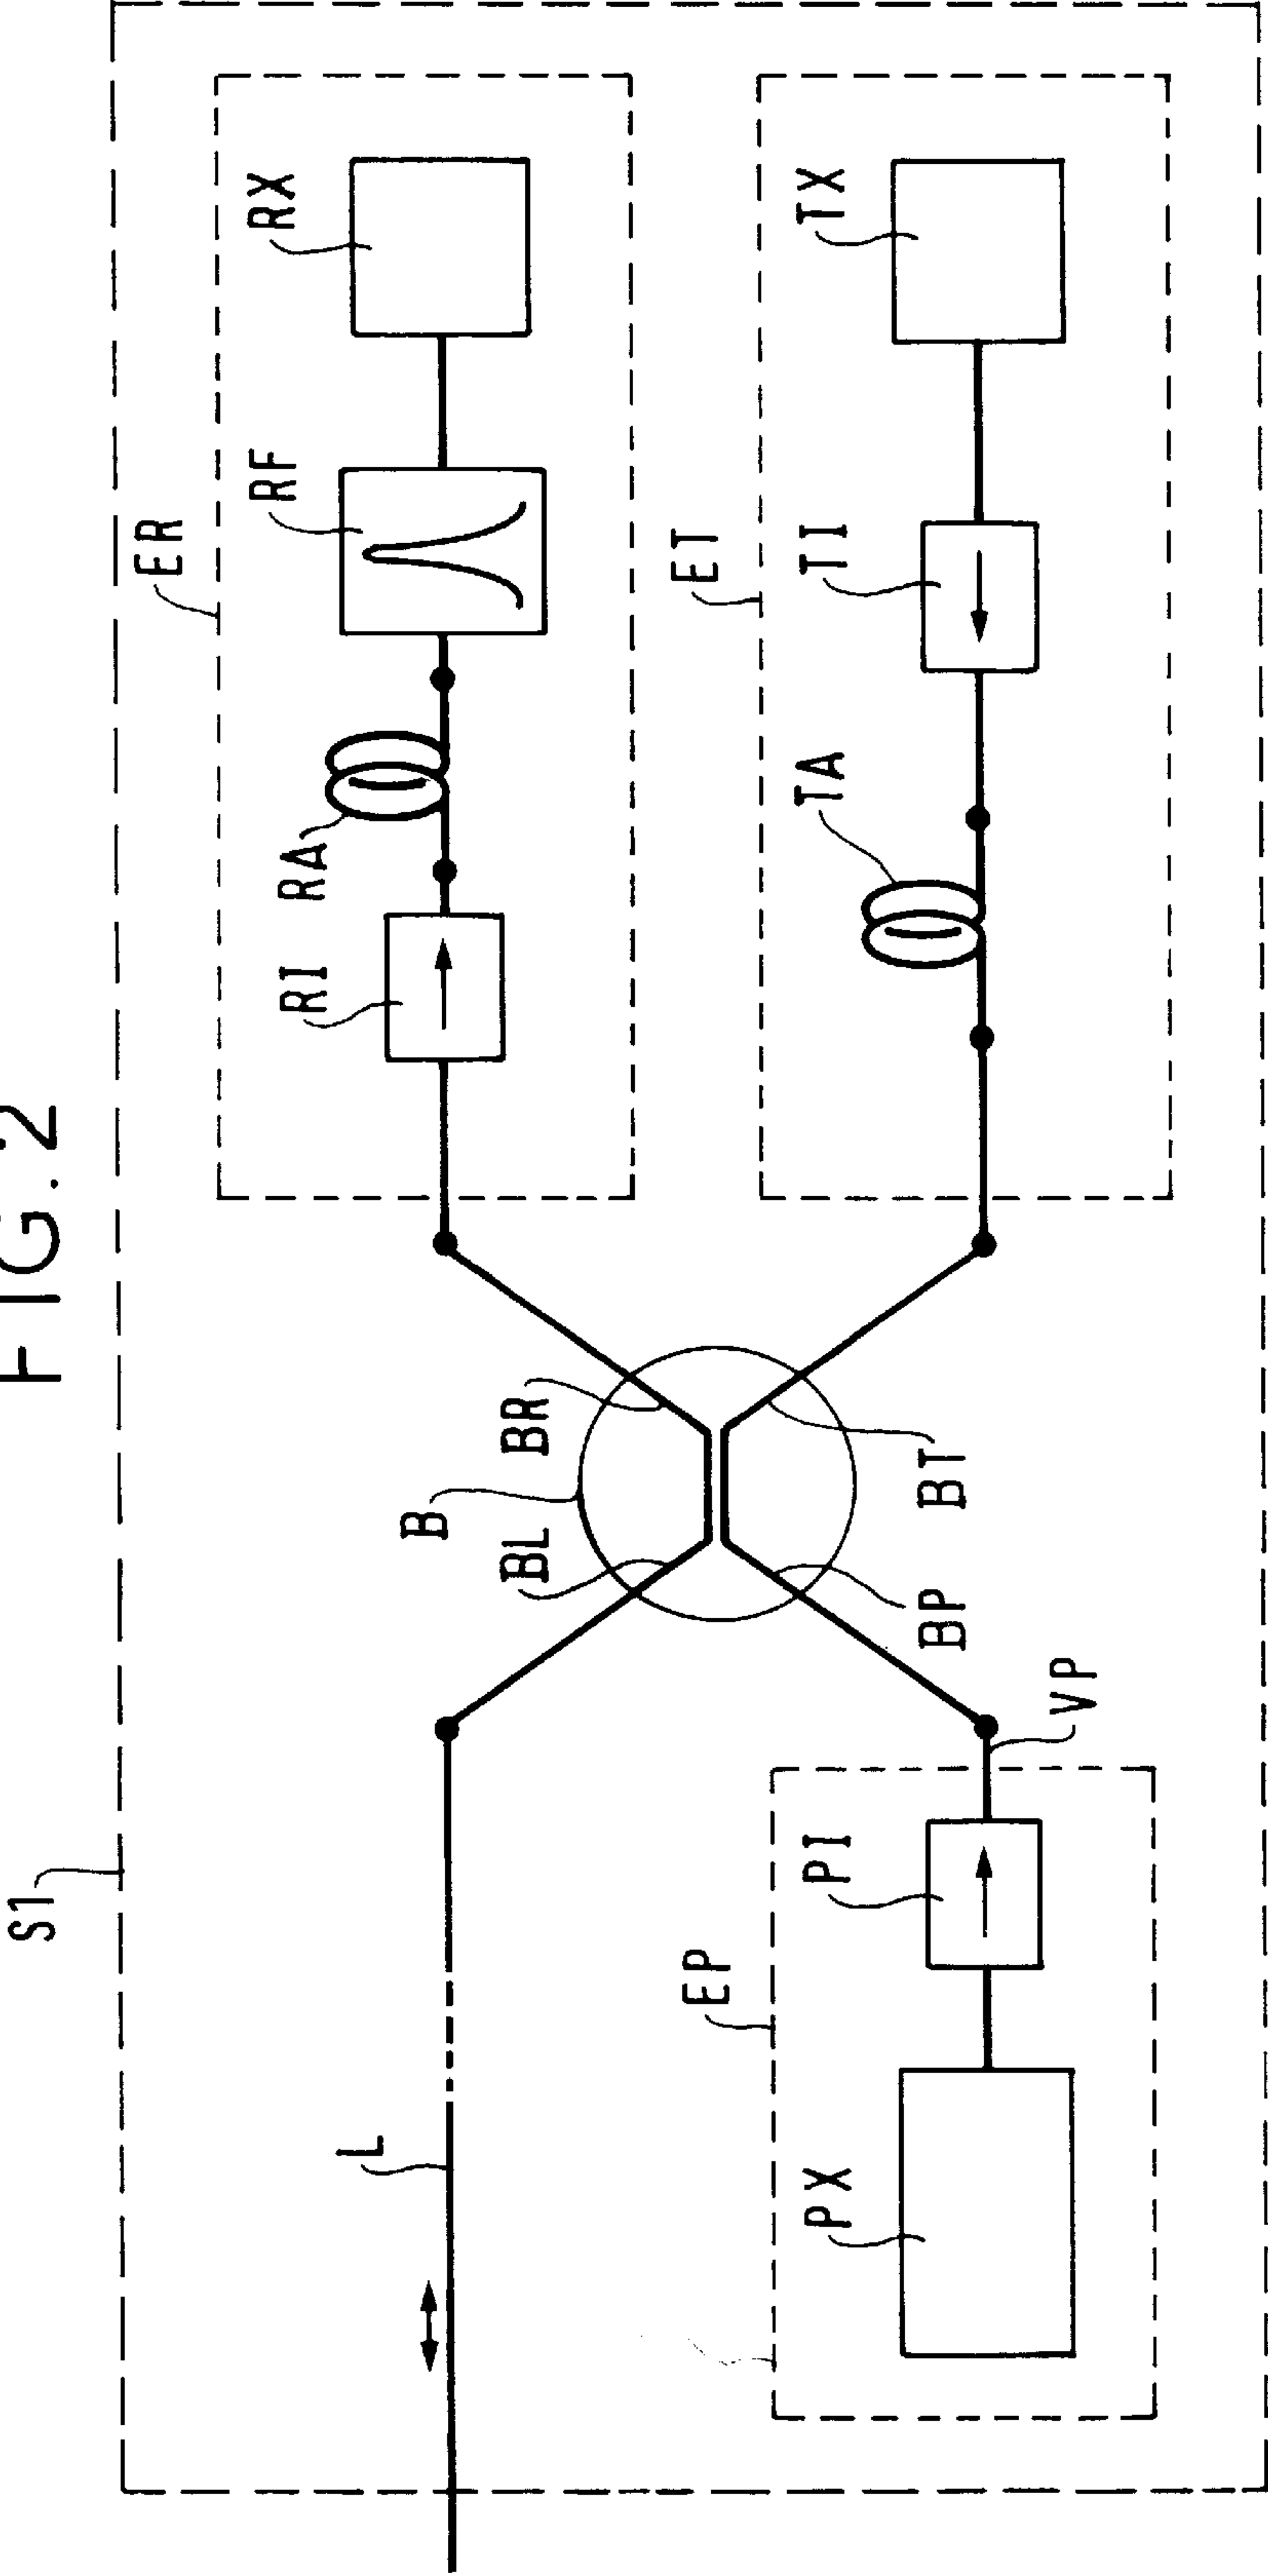 FIG. 2
S1
ER
RX
RF
RA
RI
ET
TX
TI
TA
B
BR
BL
BT
BP
VP
L
EP
PI
PX